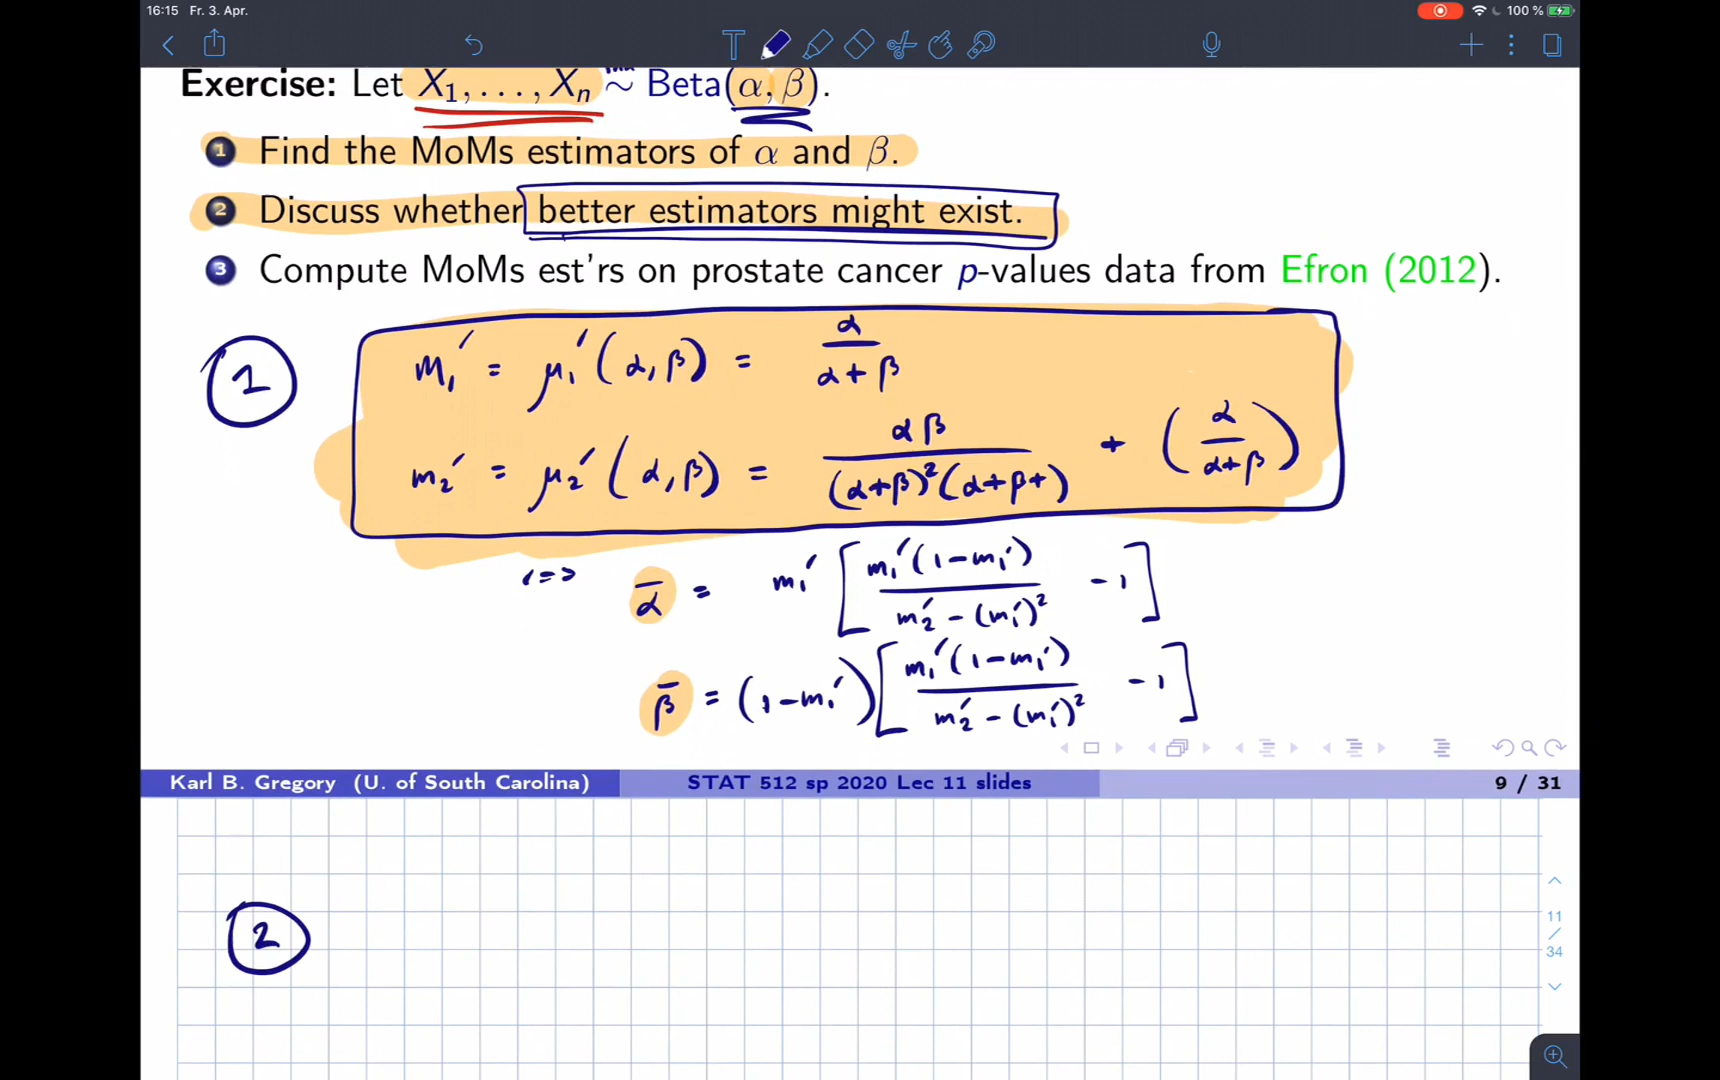 16:15 Fr. 3. Apr. 100 %
Exercise: Let X₁, . . . , Xₙ ~ Beta(α, β).
1 Find the MoMs estimators of α and β.
2 Discuss whether better estimators might exist.
3 Compute MoMs est'rs on prostate cancer p-values data from Efron (2012).
1
m₁′ = μ₁′(α, β) = α/(α+β)
m₂′ = μ₂′(α, β) = αβ/((α+β)²(α+β+) + (α/(α+β))
<=> ᾱ = m₁′ [ m₁′(1-m₁′)/(m₂′ - (m₁′)²) - 1 ]
β̄ = (1-m₁′) [ m₁′(1-m₁′)/(m₂′ - (m₁′)²) - 1 ]
Karl B. Gregory (U. of South Carolina) STAT 512 sp 2020 Lec 11 slides 9 / 31
2
11
/
34